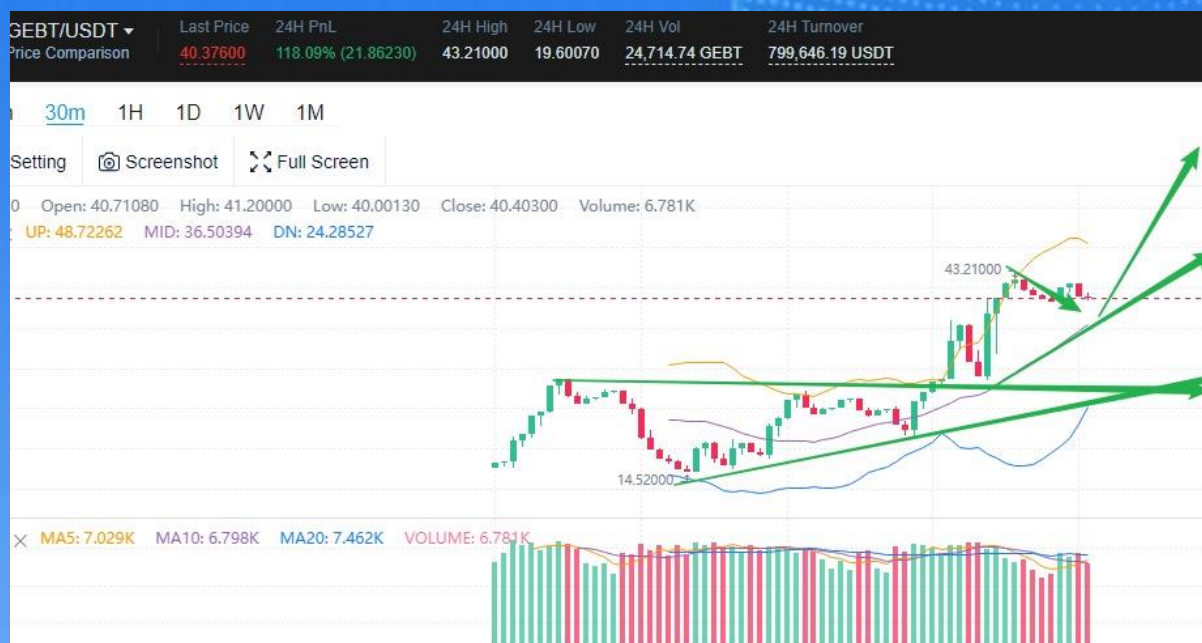 GEBT/USDT
Price Comparison
Last Price
40.37600
24H PnL
118.09% (21.86230)
24H High
43.21000
24H Low
19.60070
24H Vol
24,714.74 GEBT
24H Turnover
799,646.19 USDT
30m 1H 1D 1W 1M
Setting Screenshot Full Screen
0 Open: 40.71080 High: 41.20000 Low: 40.00130 Close: 40.40300 Volume: 6.781K
UP: 48.72262 MID: 36.50394 DN: 24.28527
43.21000
14.52000
MA5: 7.029K MA10: 6.798K MA20: 7.462K VOLUME: 6.781K